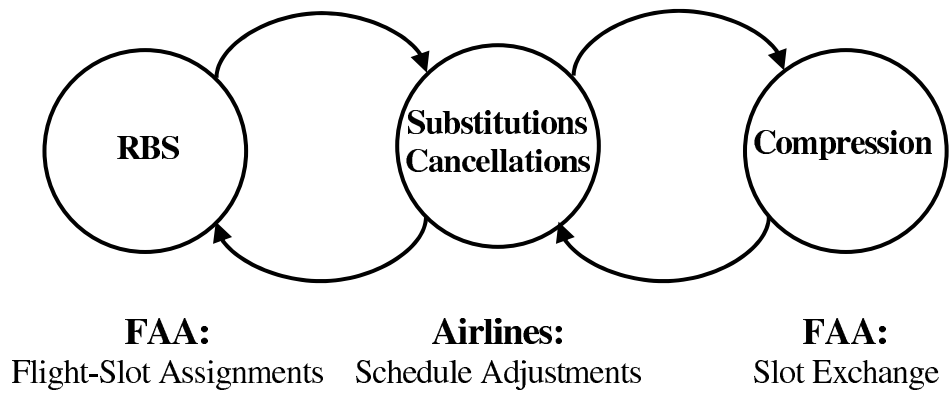 RBS
Substitutions
Cancellations
Compression
FAA:
Flight-Slot Assignments
Airlines:
Schedule Adjustments
FAA:
Slot Exchange